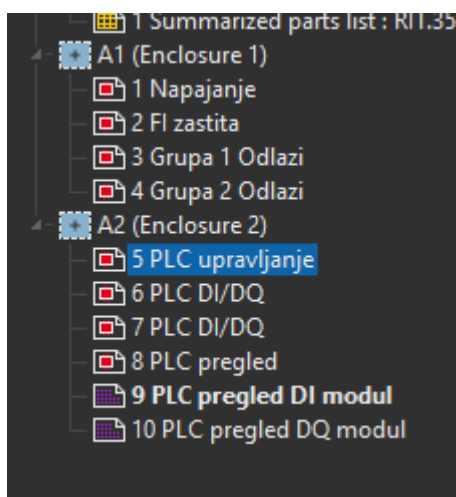 1 Summarized parts list : RIT.35
A1 (Enclosure 1)
1 Napajanje
2 FI zastita
3 Grupa 1 Odlazi
4 Grupa 2 Odlazi
A2 (Enclosure 2)
5 PLC upravljanje
6 PLC DI/DQ
7 PLC DI/DQ
8 PLC pregled
9 PLC pregled DI modul
10 PLC pregled DQ modul